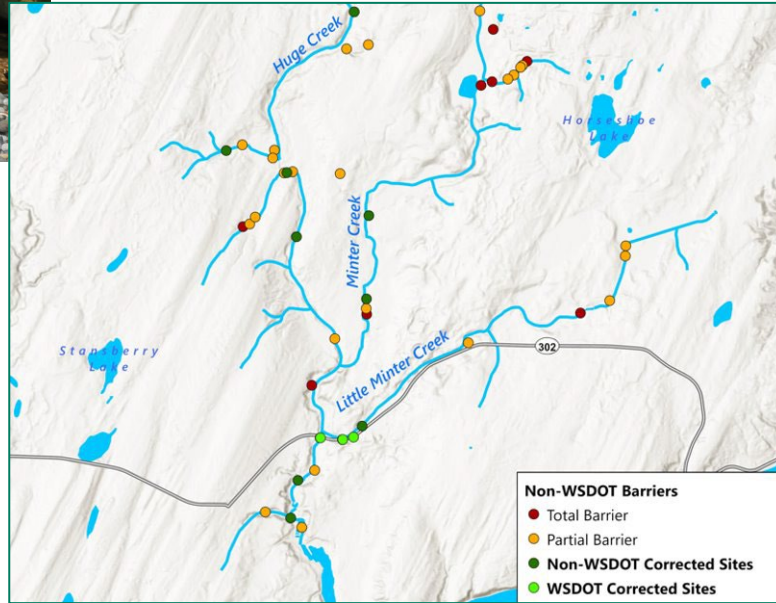 Huge Creek
Horseshoe
Lake
Minter Creek
Stansberry
Lake
Little Minter Creek
302
Non-WSDOT Barriers
Total Barrier
Partial Barrier
Non-WSDOT Corrected Sites
WSDOT Corrected Sites